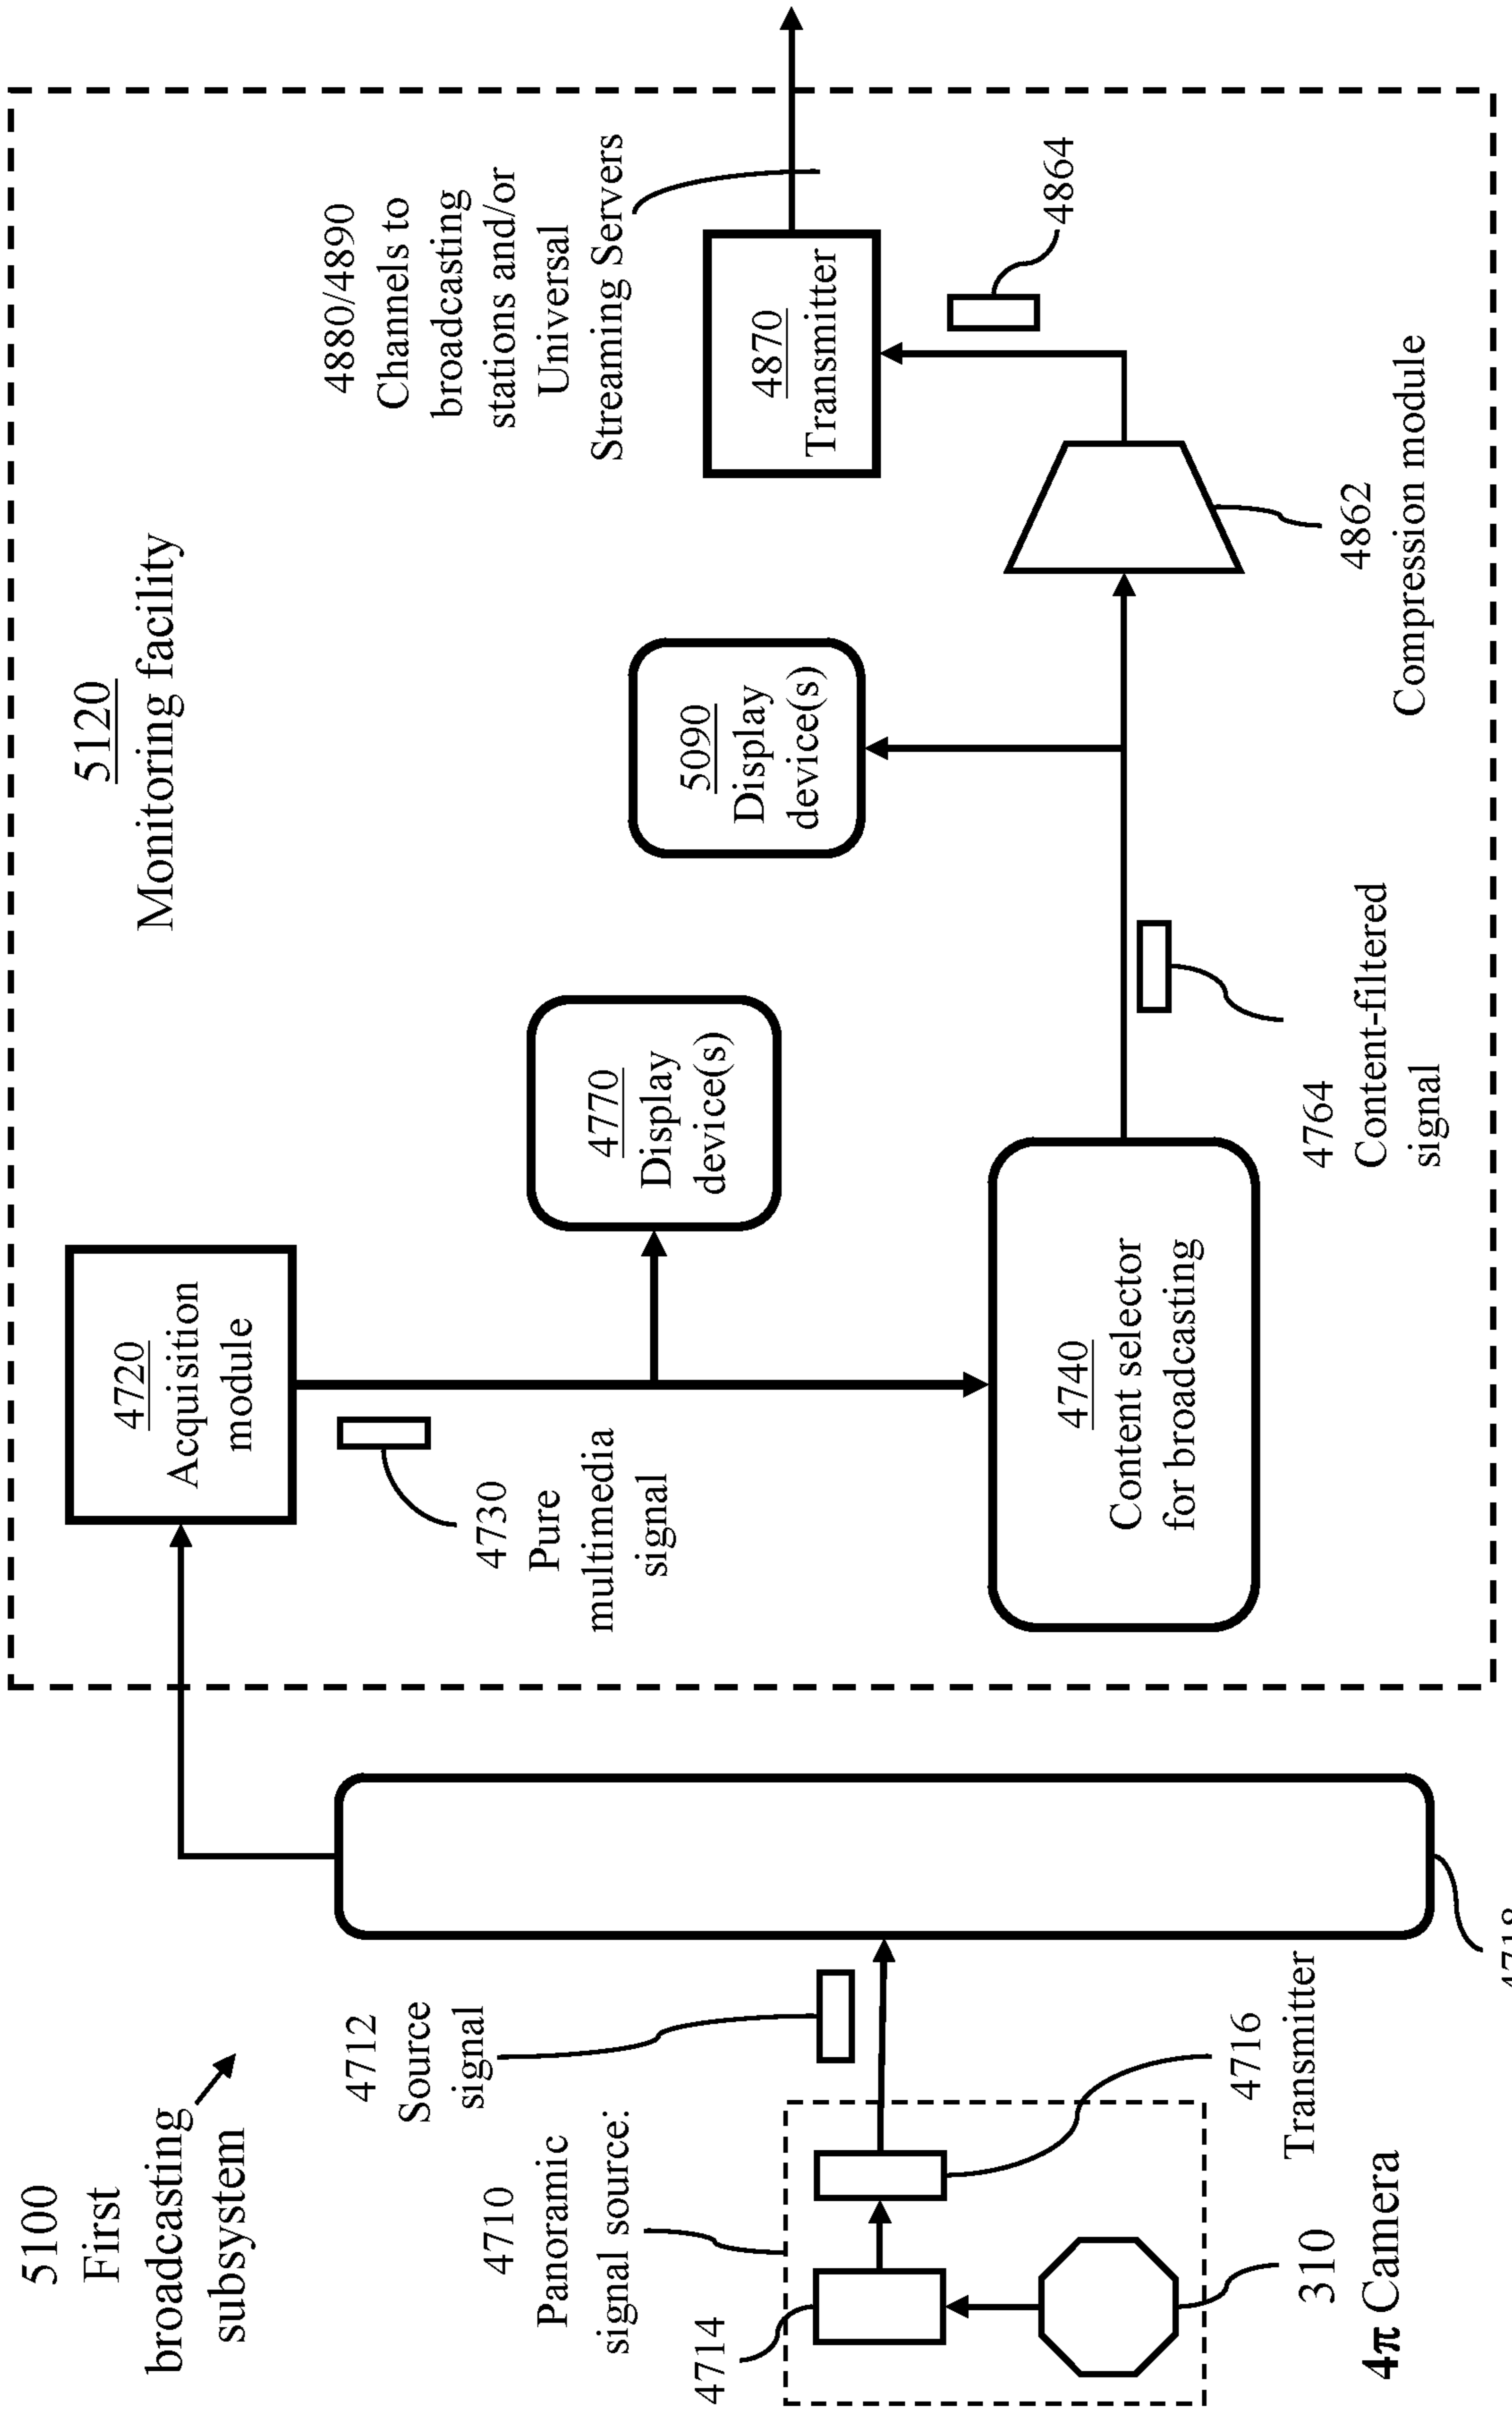 5100
First
broadcasting
subsystem
4710
Panoramic
signal source:
4714
310
4π Camera
4716
Transmitter
4712
Source
signal
4718
5120
Monitoring facility
4720
Acquisition
module
4730
Pure
multimedia
signal
4770
Display
device(s)
4740
Content selector
for broadcasting
4764
Content-filtered
signal
5090
Display
device(s)
4862
Compression module
4864
4870
Transmitter
4880/4890
Channels to
broadcasting
stations and/or
Universal
Streaming Servers